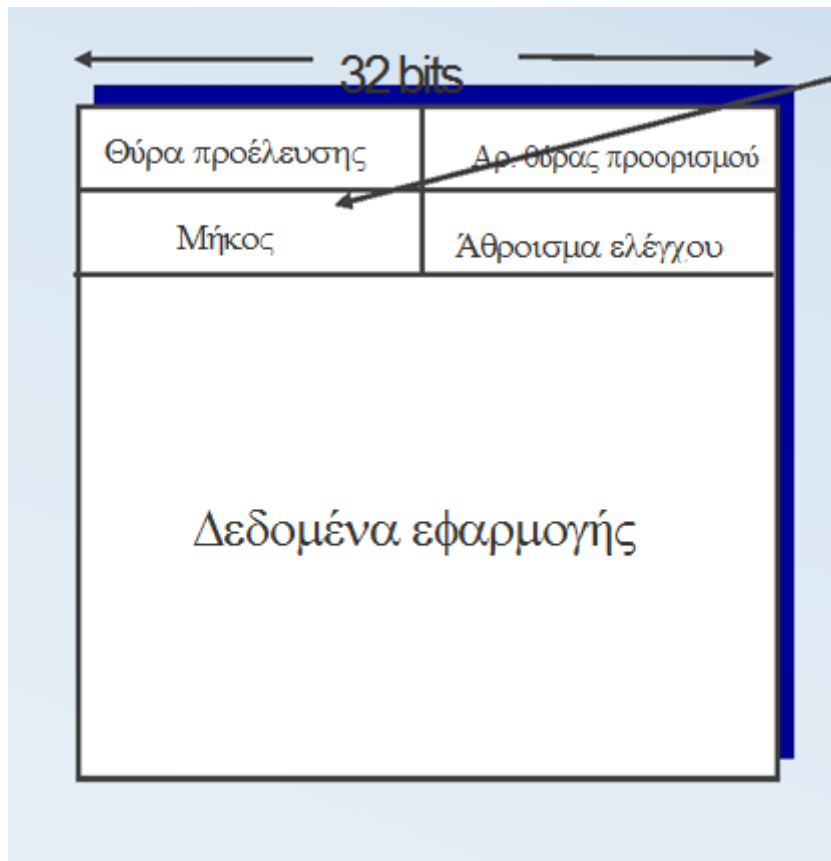 32 bits
Θύρα προέλευσης
Αρ. θύρας προορισμού
Μήκος
Άθροισμα ελέγχου
Δεδομένα εφαρμογής